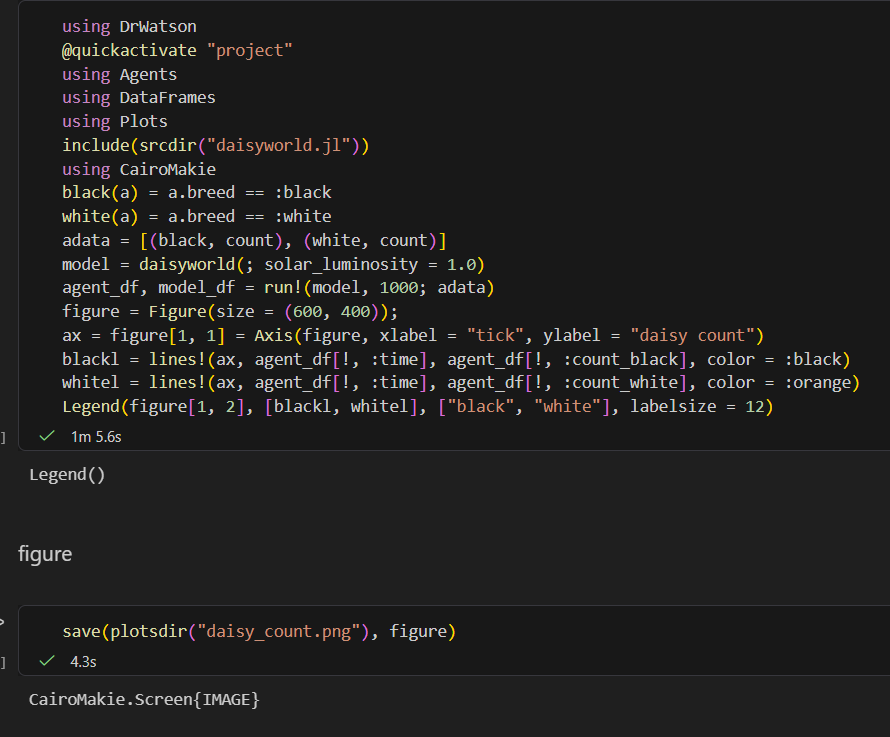 using DrWatson
@quickactivate "project"
using Agents
using DataFrames
using Plots
include(srcdir("daisyworld.jl"))
using CairoMakie
black(a) = a.breed == :black
white(a) = a.breed == :white
adata = [(black, count), (white, count)]
model = daisyworld(; solar_luminosity = 1.0)
agent_df, model_df = run!(model, 1000; adata)
figure = Figure(size = (600, 400));
ax = figure[1, 1] = Axis(figure, xlabel = "tick", ylabel = "daisy count")
blackl = lines!(ax, agent_df[!, :time], agent_df[!, :count_black], color = :black)
whitel = lines!(ax, agent_df[!, :time], agent_df[!, :count_white], color = :orange)
Legend(figure[1, 2], [blackl, whitel], ["black", "white"], labelsize = 12)
] ✓ 1m 5.6s
Legend()
figure
save(plotsdir("daisy_count.png"), figure)
] ✓ 4.3s
CairoMakie.Screen{IMAGE}